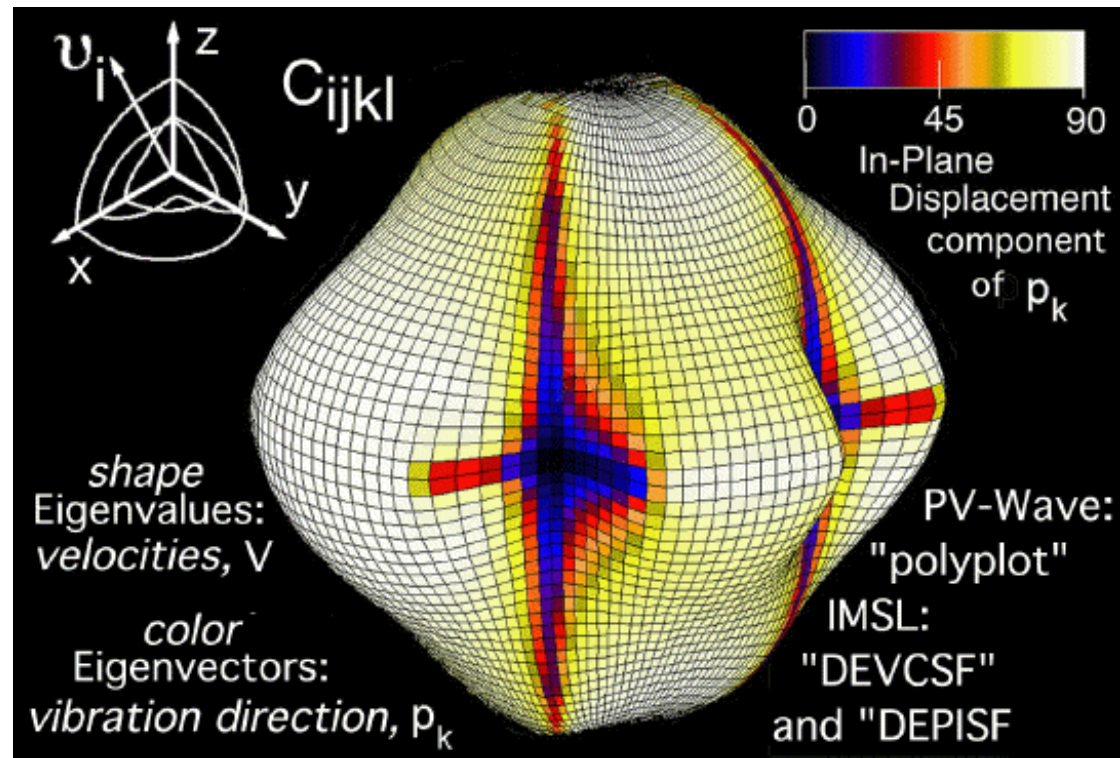 υi
z
y
x
Cijkl
0 45 90
In-Plane
Displacement
component
of pk
shape
Eigenvalues:
velocities, V
color
Eigenvectors:
vibration direction, pk
PV-Wave:
"polyplot"
IMSL:
"DEVCSF"
and "DEPISF